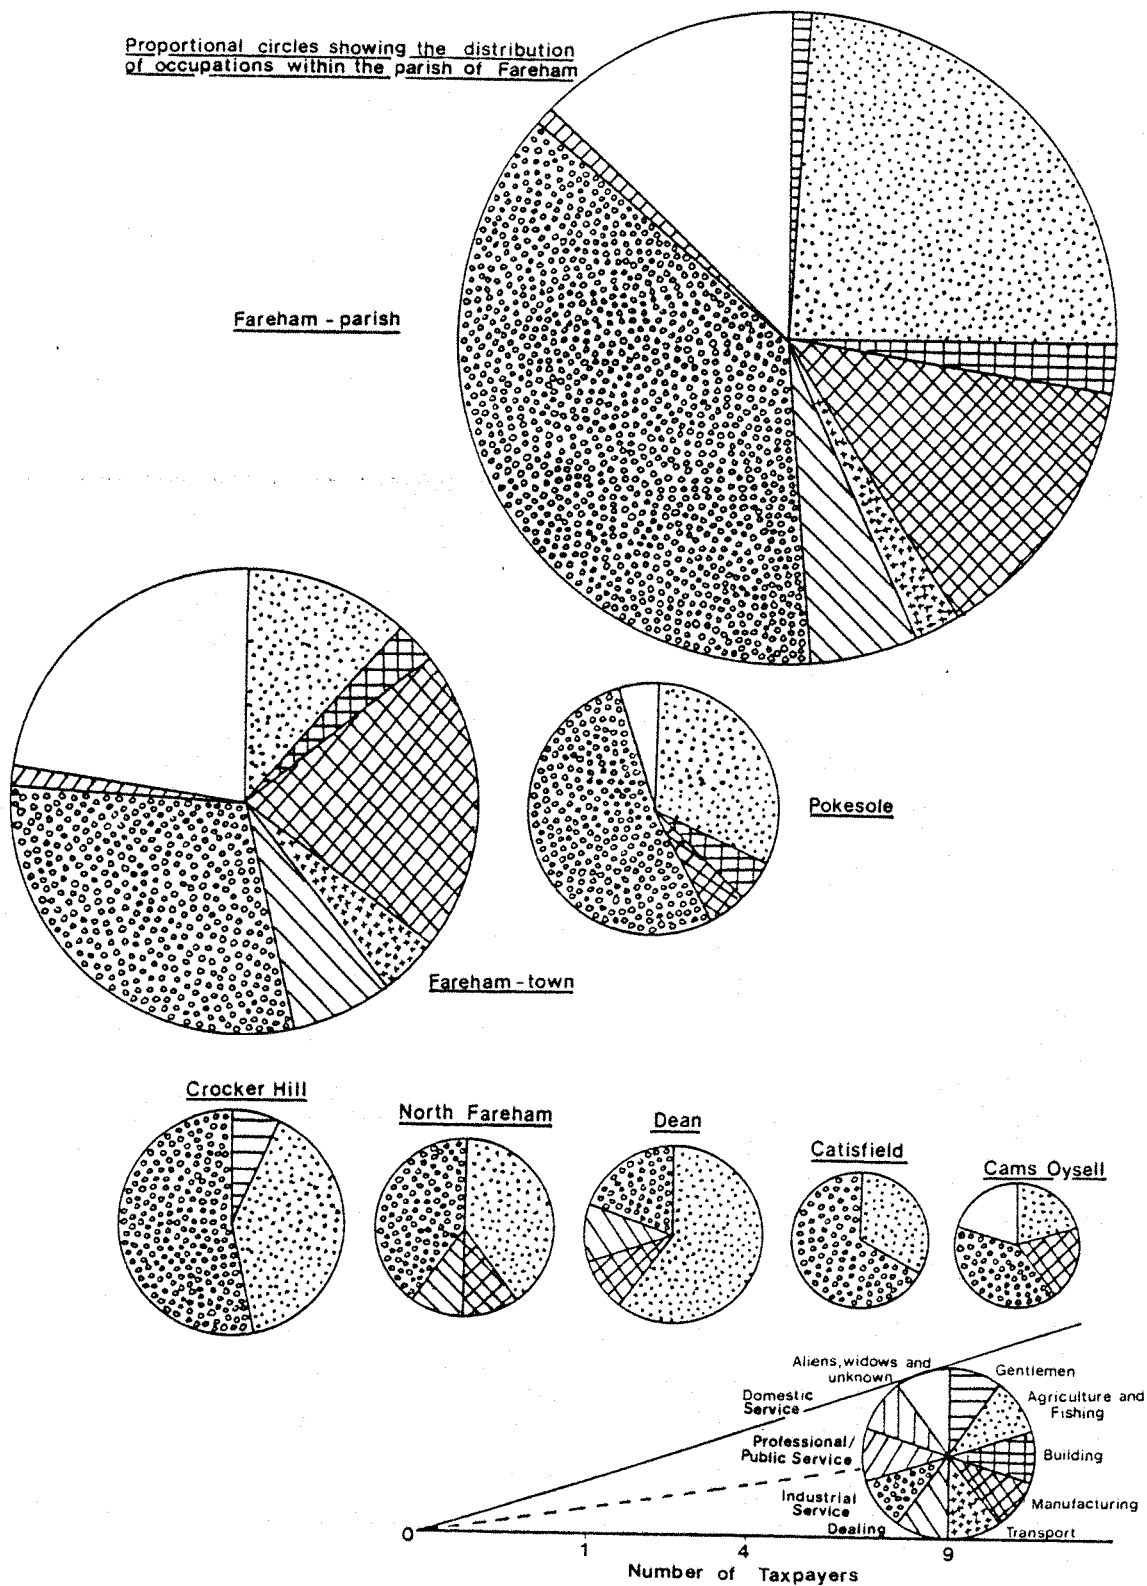 Proportional circles showing the distribution
of occupations within the parish of Fareham
Fareham - parish
Pokesole
Fareham - town
Crocker Hill
North Fareham
Dean
Catisfield
Cams Oysell
Aliens, widows and
unknown
Gentlemen
Domestic
Service
Agriculture and
Fishing
Professional/
Public Service
Building
Industrial
Service
Manufacturing
Dealing
Transport
0
1
4
9
Number of Taxpayers